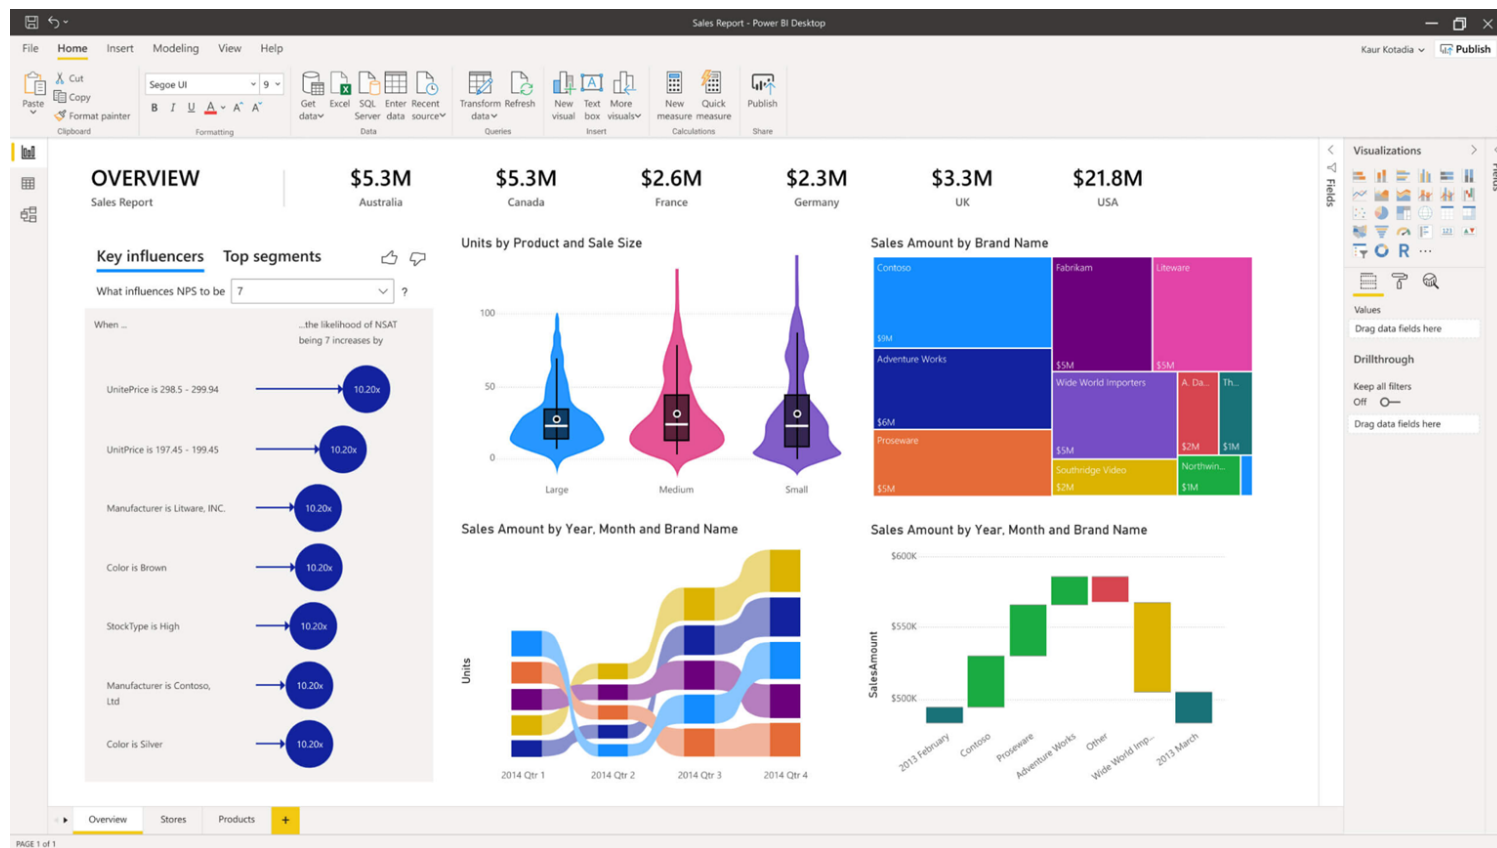 Sales Report - Power BI Desktop
File Home Insert Modeling View Help
Kaur Kotadia
Publish
Paste
Cut
Copy
Format painter
Clipboard
Segoe UI 9
B I U A A A
Formatting
Get data
Excel
SQL Server
Enter data
Recent source
Data
Transform data
Refresh
Queries
New visual
Text box
More visuals
Insert
New measure
Quick measure
Calculations
Publish
Share
OVERVIEW
Sales Report
$5.3M
Australia
$5.3M
Canada
$2.6M
France
$2.3M
Germany
$3.3M
UK
$21.8M
USA
Key influencers Top segments
What influences NPS to be 7 ?
When ...
...the likelihood of NSAT
being 7 increases by
UnitePrice is 298.5 - 299.94 10.20x
UnitPrice is 197.45 - 199.45 10.20x
Manufacturer is Litware, INC. 10.20x
Color is Brown 10.20x
StockType is High 10.20x
Manufacturer is Contoso,
Ltd
10.20x
Color is Silver 10.20x
Units by Product and Sale Size
100
50
0
Large Medium Small
Sales Amount by Brand Name
Contoso
$9M
Adventure Works
$6M
Proseware
$5M
Fabrikam
$5M
Liteware
$5M
Wide World Importers
$5M
Southridge Video
$2M
A. Da...
$2M
Th...
$1M
Northwin...
$1M
Sales Amount by Year, Month and Brand Name
Units
2014 Qtr 1 2014 Qtr 2 2014 Qtr 3 2014 Qtr 4
Sales Amount by Year, Month and Brand Name
SalesAmount
$600K
$550K
$500K
2013 February
Contoso
Proseware
Adventure Works
Other
Wide World Imp...
2013 March
Fields
Visualizations
R
123
Values
Drag data fields here
Drillthrough
Keep all filters
Off
Drag data fields here
Fields
Overview Stores Products +
PAGE 1 of 1